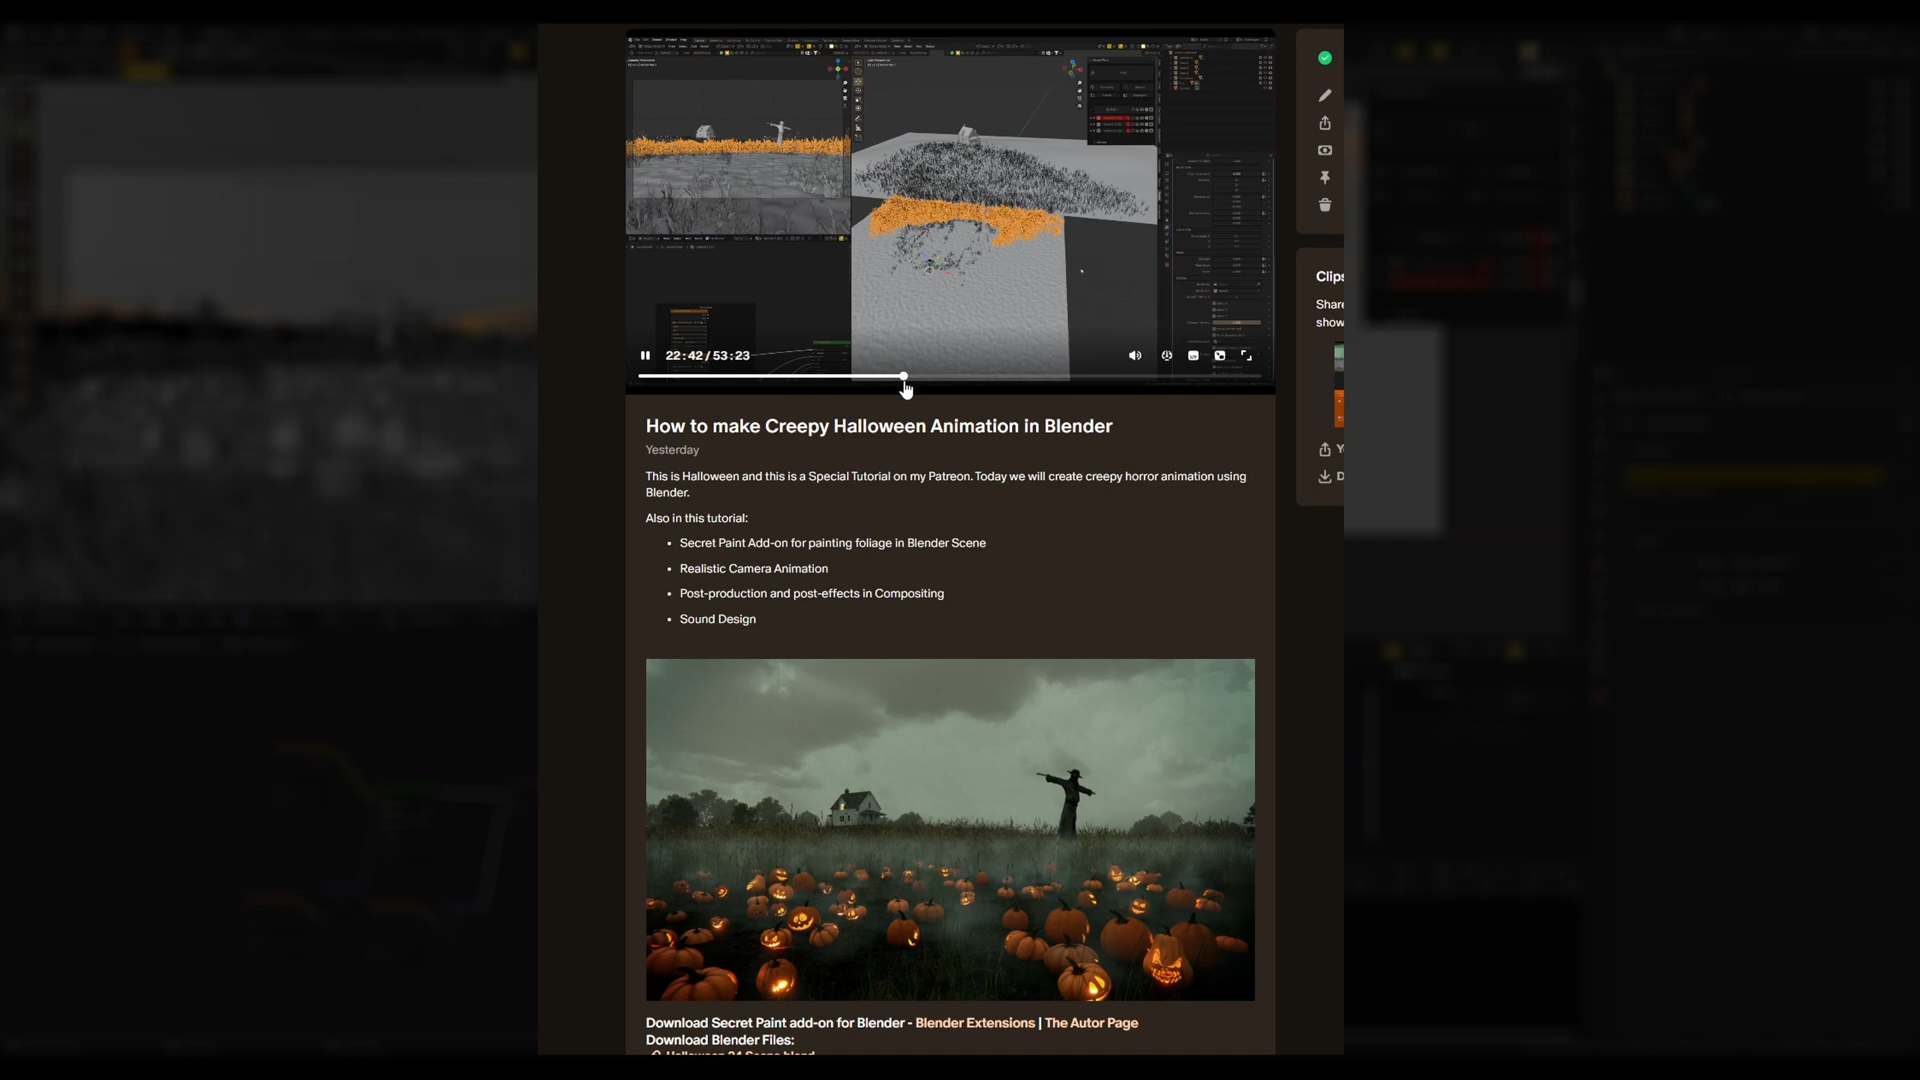 22:42 / 53:23
Clips
Share
show
How to make Creepy Halloween Animation in Blender
Yesterday
This is Halloween and this is a Special Tutorial on my Patreon. Today we will create creepy horror animation using
Blender.
Also in this tutorial:
• Secret Paint Add-on for painting foliage in Blender Scene
• Realistic Camera Animation
• Post-production and post-effects in Compositing
• Sound Design
Download Secret Paint add-on for Blender - Blender Extensions | The Autor Page
Download Blender Files:
Halloween 24 Scene.blend